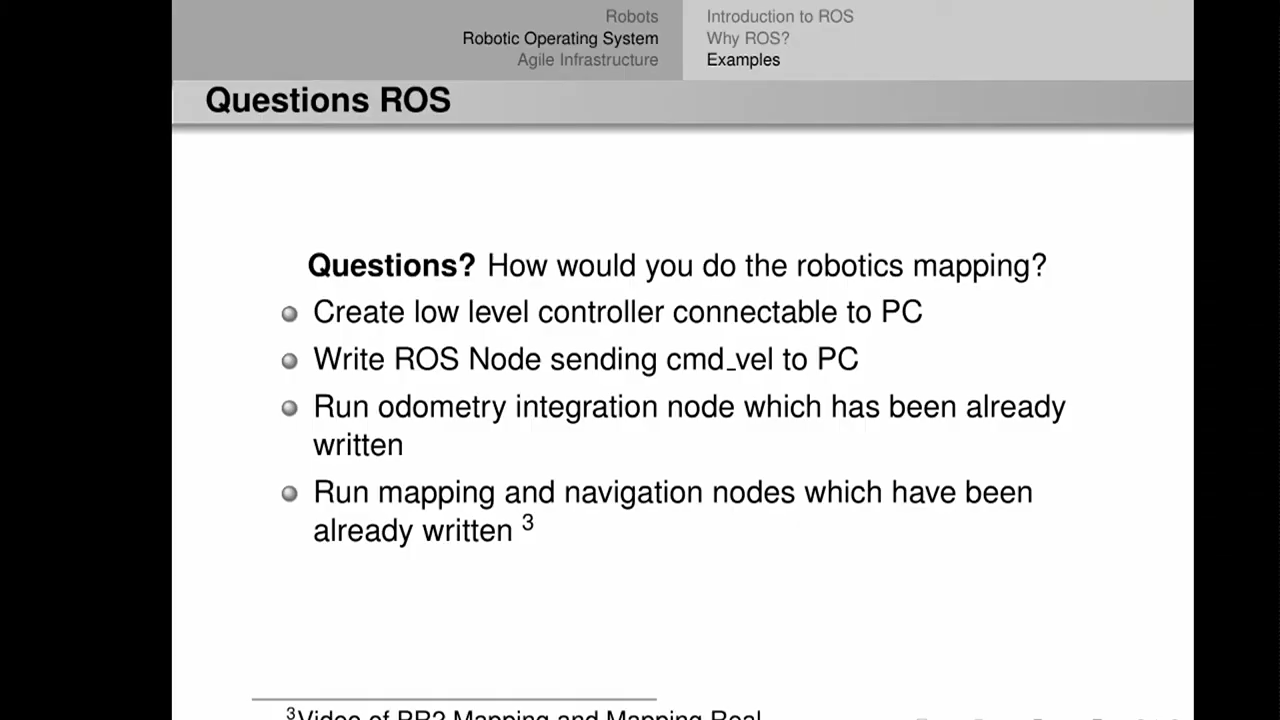 Robots
Robotic Operating System
Agile Infrastructure
Introduction to ROS
Why ROS?
Examples
Questions ROS
Questions? How would you do the robotics mapping?
Create low level controller connectable to PC
Write ROS Node sending cmd_vel to PC
Run odometry integration node which has been already
written
Run mapping and navigation nodes which have been
already written 3
3Video of PR2 Mapping and Mapping Real